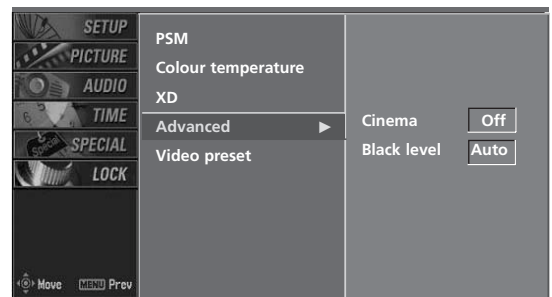 SETUP
PICTURE
AUDIO
TIME
SPECIAL
LOCK
Move MENU Prev
PSM
Colour temperature
XD
Advanced ▶
Video preset
Cinema Off
Black level Auto